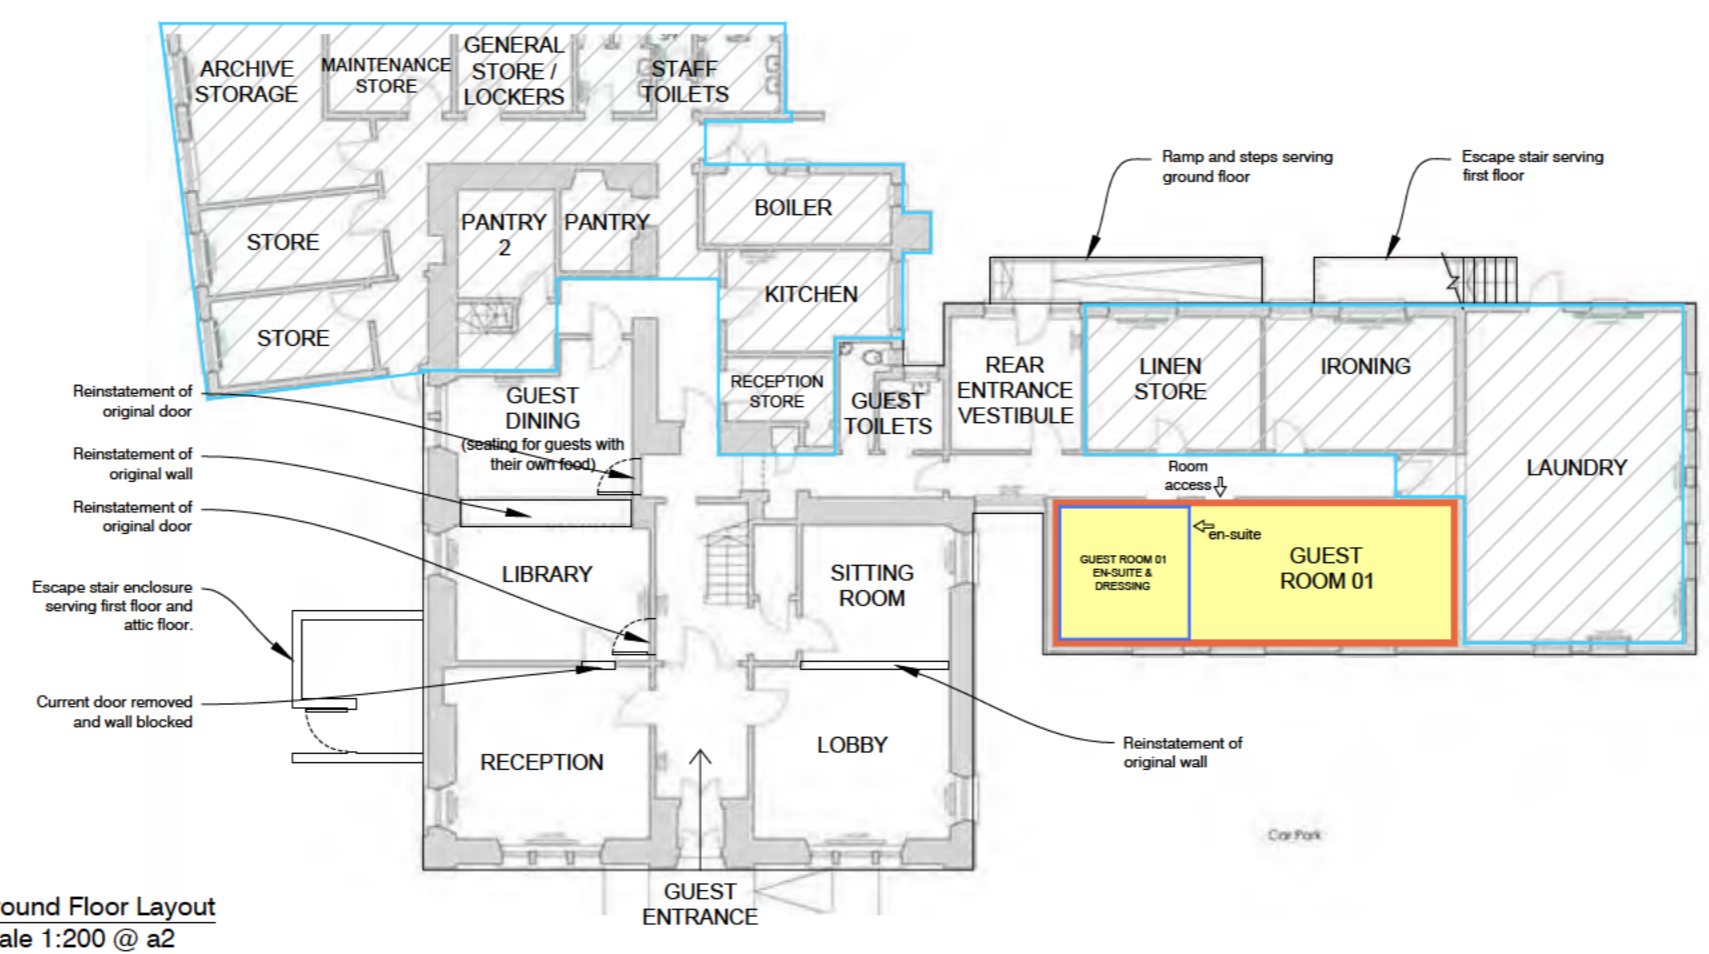 ARCHIVE
STORAGE
MAINTENANCE
STORE
GENERAL
STORE /
LOCKERS
STAFF
TOILETS
Ramp and steps serving
ground floor
Escape stair serving
first floor
BOILER
PANTRY
2
PANTRY
STORE
KITCHEN
STORE
REAR
ENTRANCE
VESTIBULE
LINEN
STORE
IRONING
RECEPTION
STORE
GUEST
TOILETS
Reinstatement of
original door
GUEST
DINING
(seating for guests with
their own food)
Reinstatement of
original wall
Room
access
LAUNDRY
Reinstatement of
original door
en-suite
GUEST ROOM 01
EN-SUITE &
DRESSING
GUEST
ROOM 01
LIBRARY
SITTING
ROOM
Escape stair enclosure
serving first floor and
attic floor.
Current door removed
and wall blocked
RECEPTION
LOBBY
Reinstatement of
original wall
Car Park
GUEST
ENTRANCE
ound Floor Layout
ale 1:200 @ a2